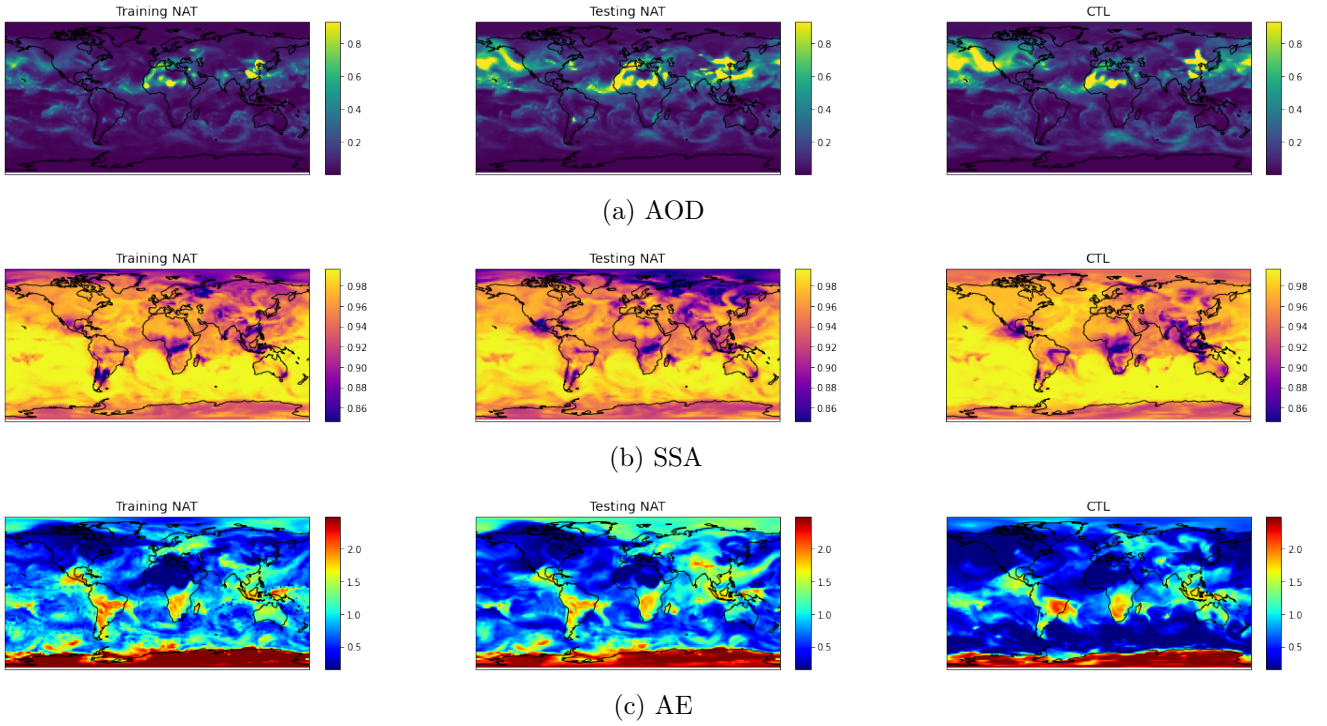 Training NAT Testing NAT CTL
0.8 0.8 0.8
0.6 0.6 0.6
0.4 0.4 0.4
0.2 0.2 0.2
(a) AOD
Training NAT Testing NAT CTL
0.98 0.98 0.98
0.96 0.96 0.96
0.94 0.94 0.94
0.92 0.92 0.92
0.90 0.90 0.90
0.88 0.88 0.88
0.86 0.86 0.86
(b) SSA
Training NAT Testing NAT CTL
2.0 2.0 2.0
1.5 1.5 1.5
1.0 1.0 1.0
0.5 0.5 0.5
(c) AE